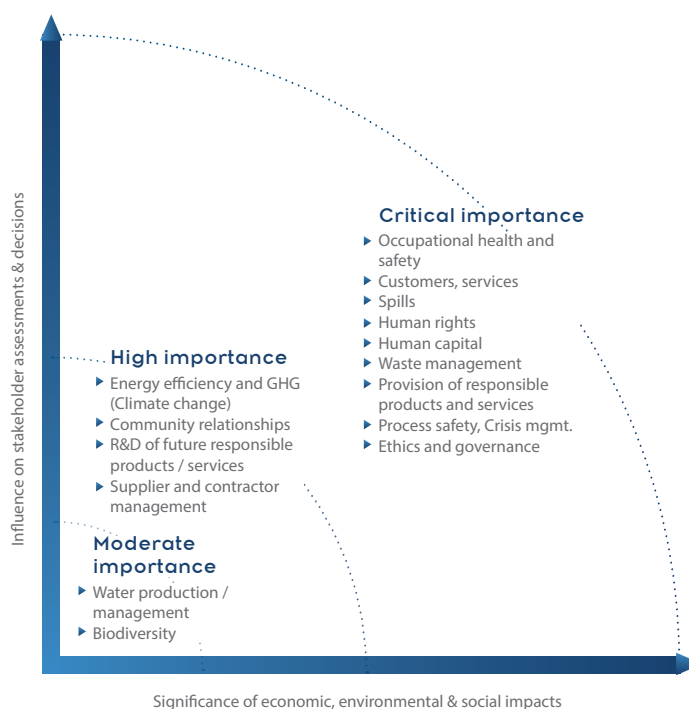 Influence on stakeholder assessments & decisions
Critical importance
Occupational health and
safety
Customers, services
Spills
Human rights
Human capital
Waste management
Provision of responsible
products and services
Process safety, Crisis mgmt.
Ethics and governance
High importance
Energy efficiency and GHG
(Climate change)
Community relationships
R&D of future responsible
products / services
Supplier and contractor
management
Moderate
importance
Water production /
management
Biodiversity
Significance of economic, environmental & social impacts